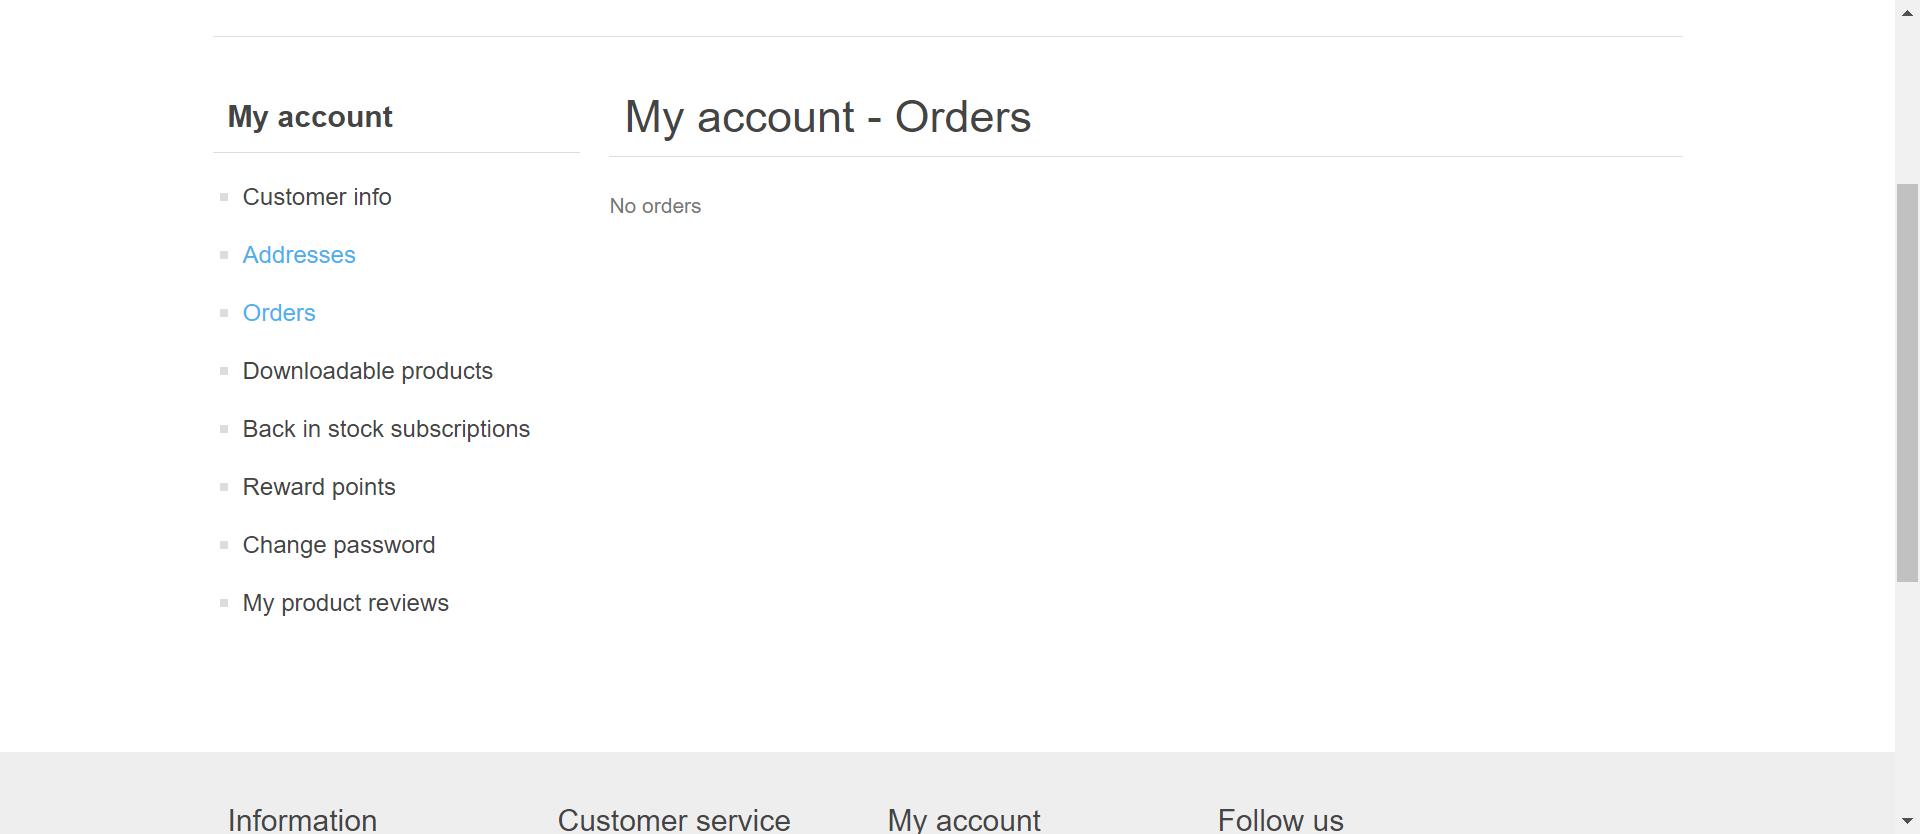 My account
Customer info
Addresses
Orders
Downloadable products
Back in stock subscriptions
Reward points
Change password
My product reviews
My account - Orders
No orders
Information
Customer service
My account
Follow us